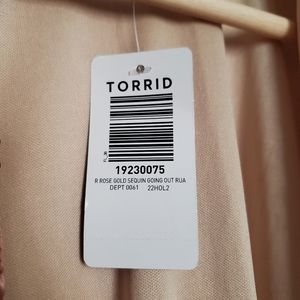 TORRID
19230075
R ROSE GOLD SEQUIN GOING OUT RUA
DEPT 0061 22HOL2